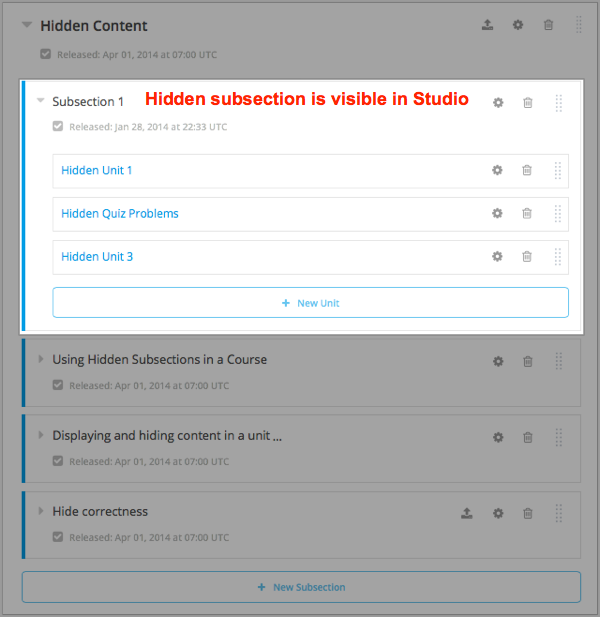 Hidden Content
Released: Apr 01, 2014 at 07:00 UTC
Subsection 1 Hidden subsection is visible in Studio
Released: Jan 28, 2014 at 22:33 UTC
Hidden Unit 1
Hidden Quiz Problems
Hidden Unit 3
+ New Unit
Using Hidden Subsections in a Course
Released: Apr 01, 2014 at 07:00 UTC
Displaying and hiding content in a unit ...
Released: Apr 01, 2014 at 07:00 UTC
Hide correctness
Released: Apr 01, 2014 at 07:00 UTC
+ New Subsection